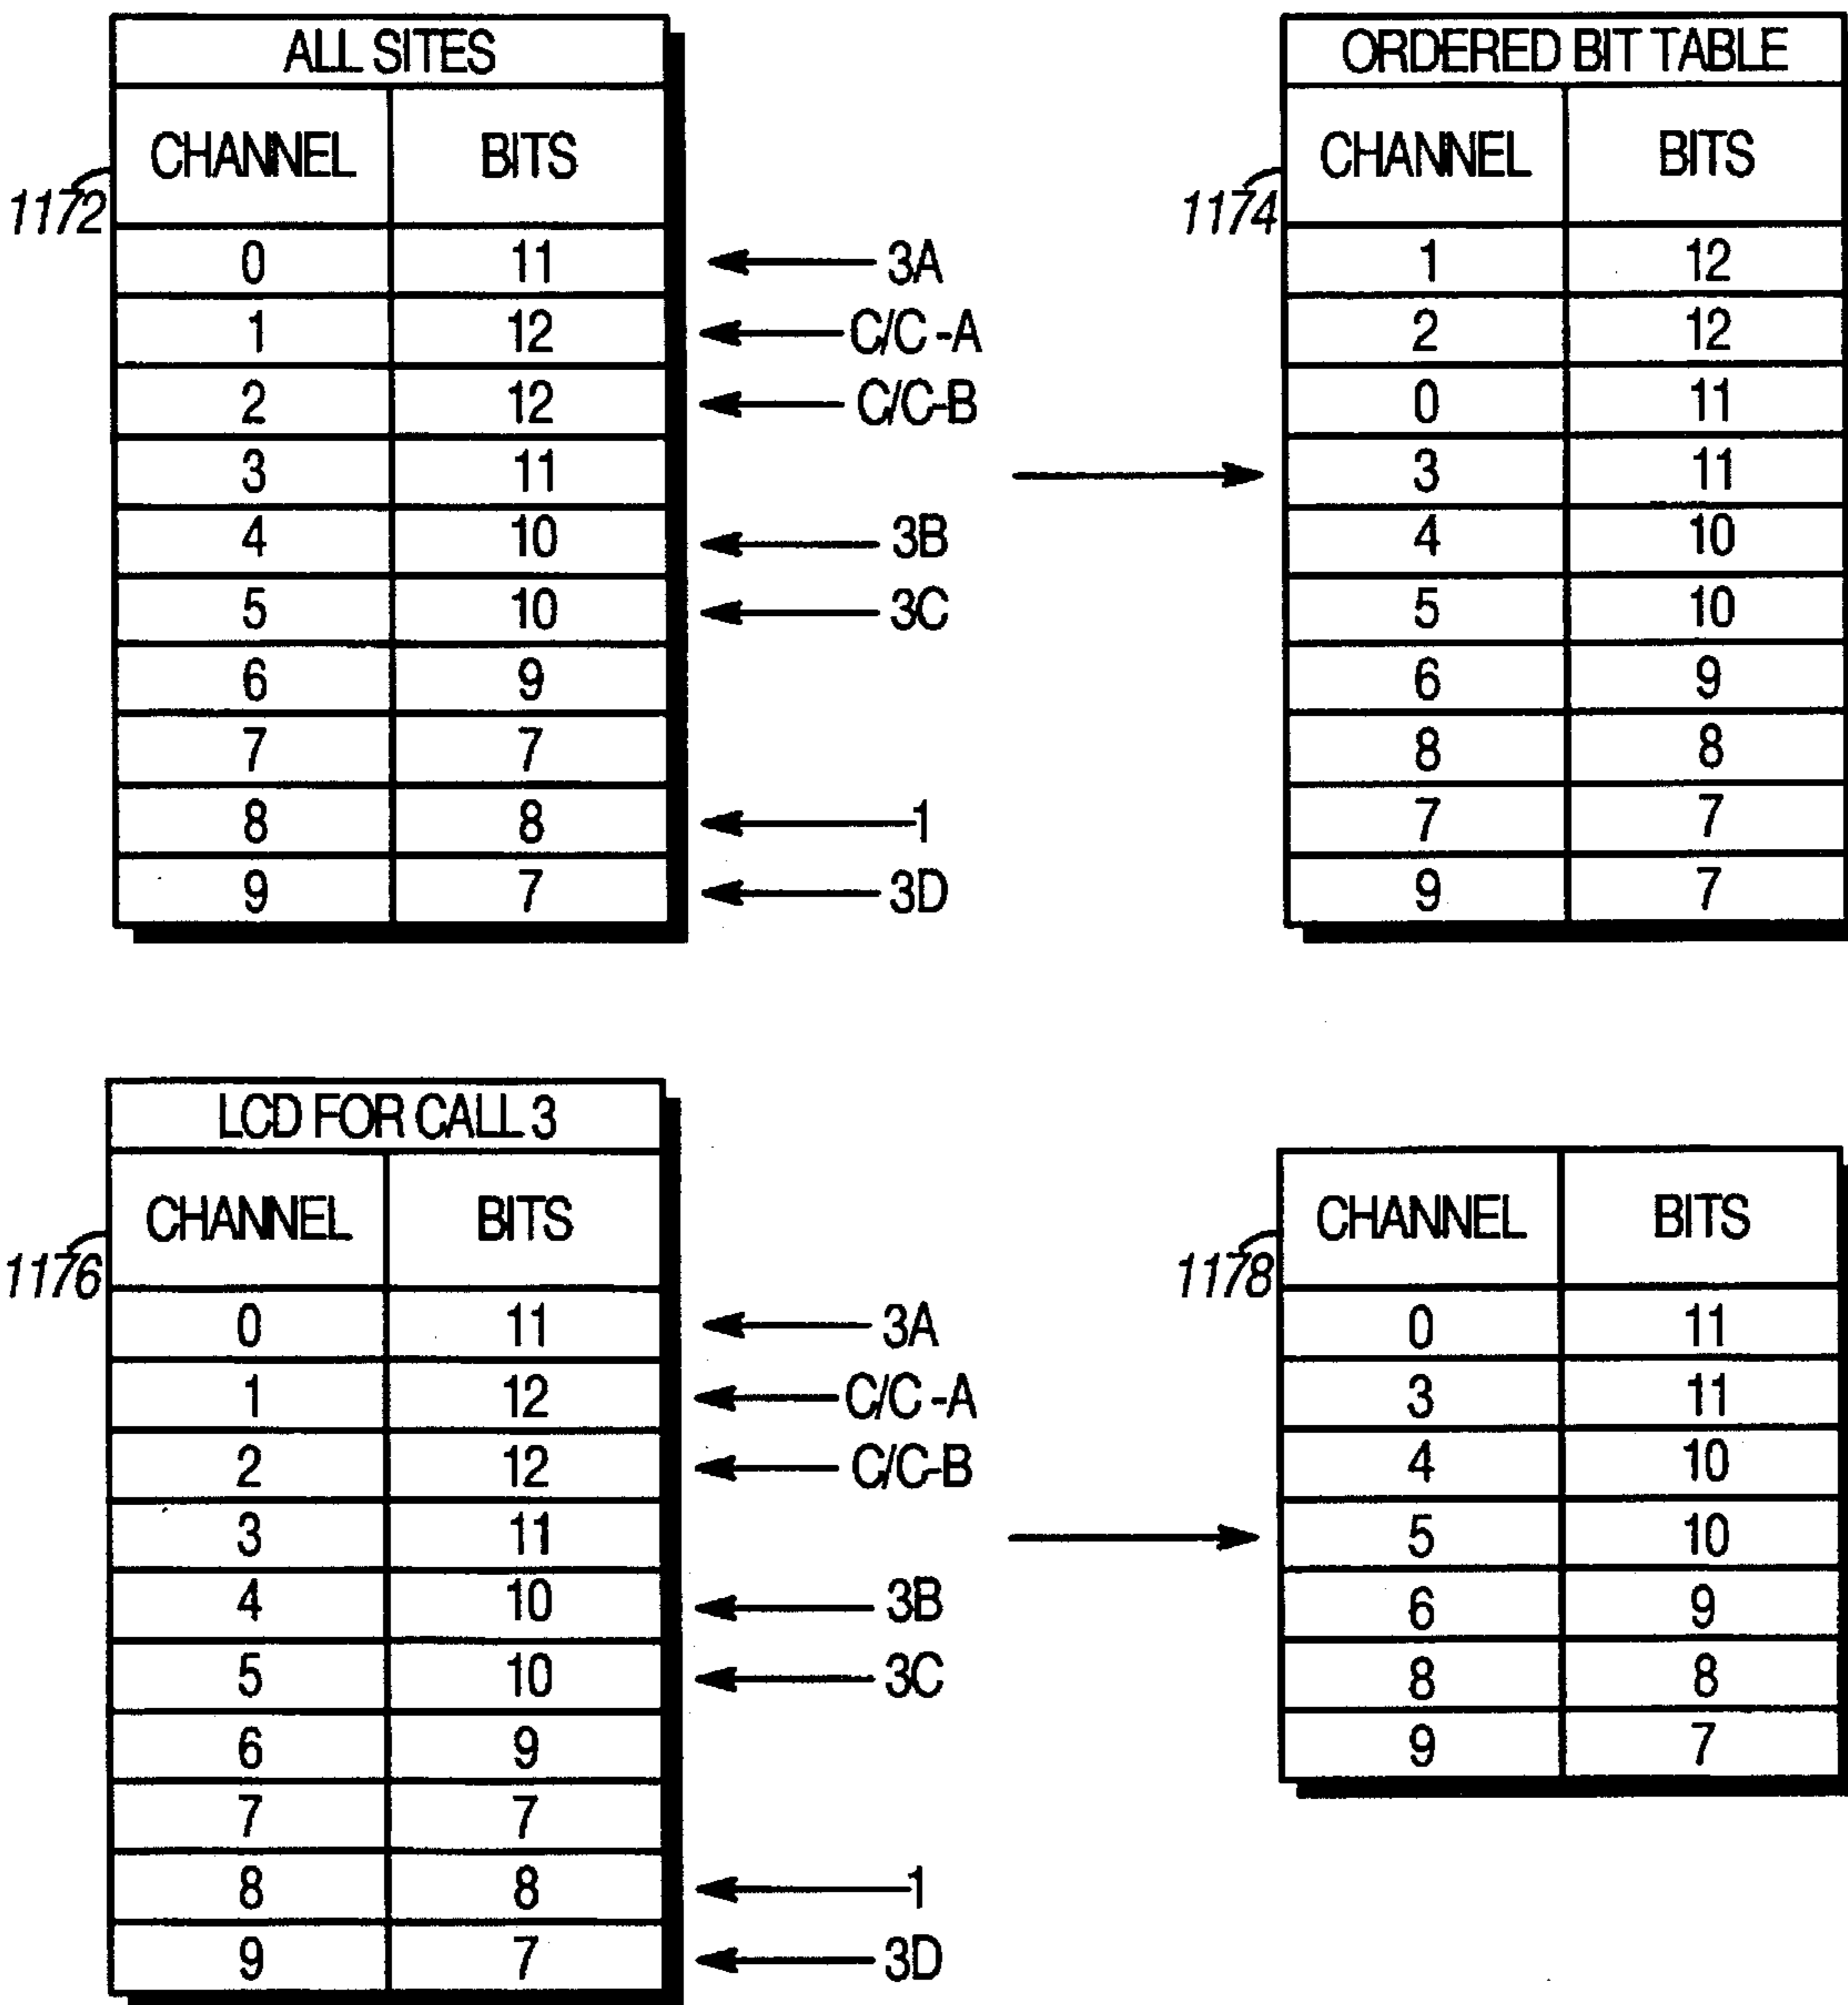 ALL SITES
CHANNEL BITS
1172
0 11 3A
1 12 C/C-A
2 12 C/C-B
3 11
4 10 3B
5 10 3C
6 9
7 7
8 8 1
9 7 3D
ORDERED BIT TABLE
CHANNEL BITS
1174
1 12
2 12
0 11
3 11
4 10
5 10
6 9
8 8
7 7
9 7
LCD FOR CALL 3
CHANNEL BITS
1176
0 11 3A
1 12 C/C-A
2 12 C/C-B
3 11
4 10 3B
5 10 3C
6 9
7 7
8 8 1
9 7 3D
CHANNEL BITS
1178
0 11
3 11
4 10
5 10
6 9
8 8
9 7